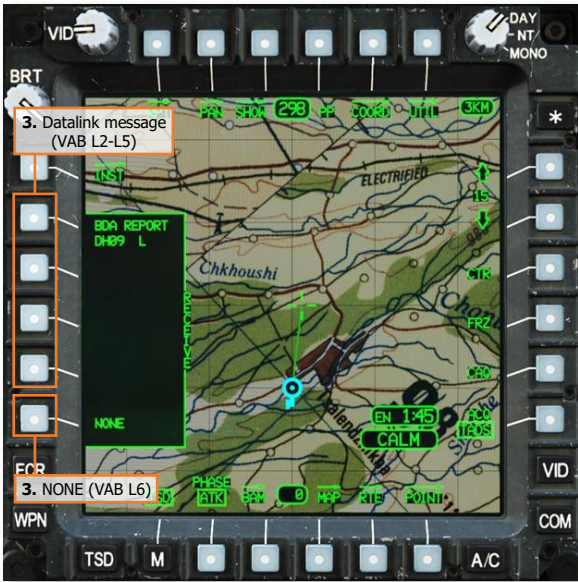 VID
DAY
NT
MONO
BRT
3. Datalink message
(VAB L2-L5)
PAN
SHOW
298
PP
COORD
UTIL
3KM
*
INST
ELECTRIFIED
15
BDA REPORT
DH09 L
Chkhoushi
RECEIVE
CTR
FRZ
CAQ
NONE
EN 1:45
CALM
ACQ
TADS
FCR
3. NONE (VAB L6)
PHASE
ATK
BAM
0
MAP
RTE
POINT
VID
WPN
COM
TSD
M
A/C